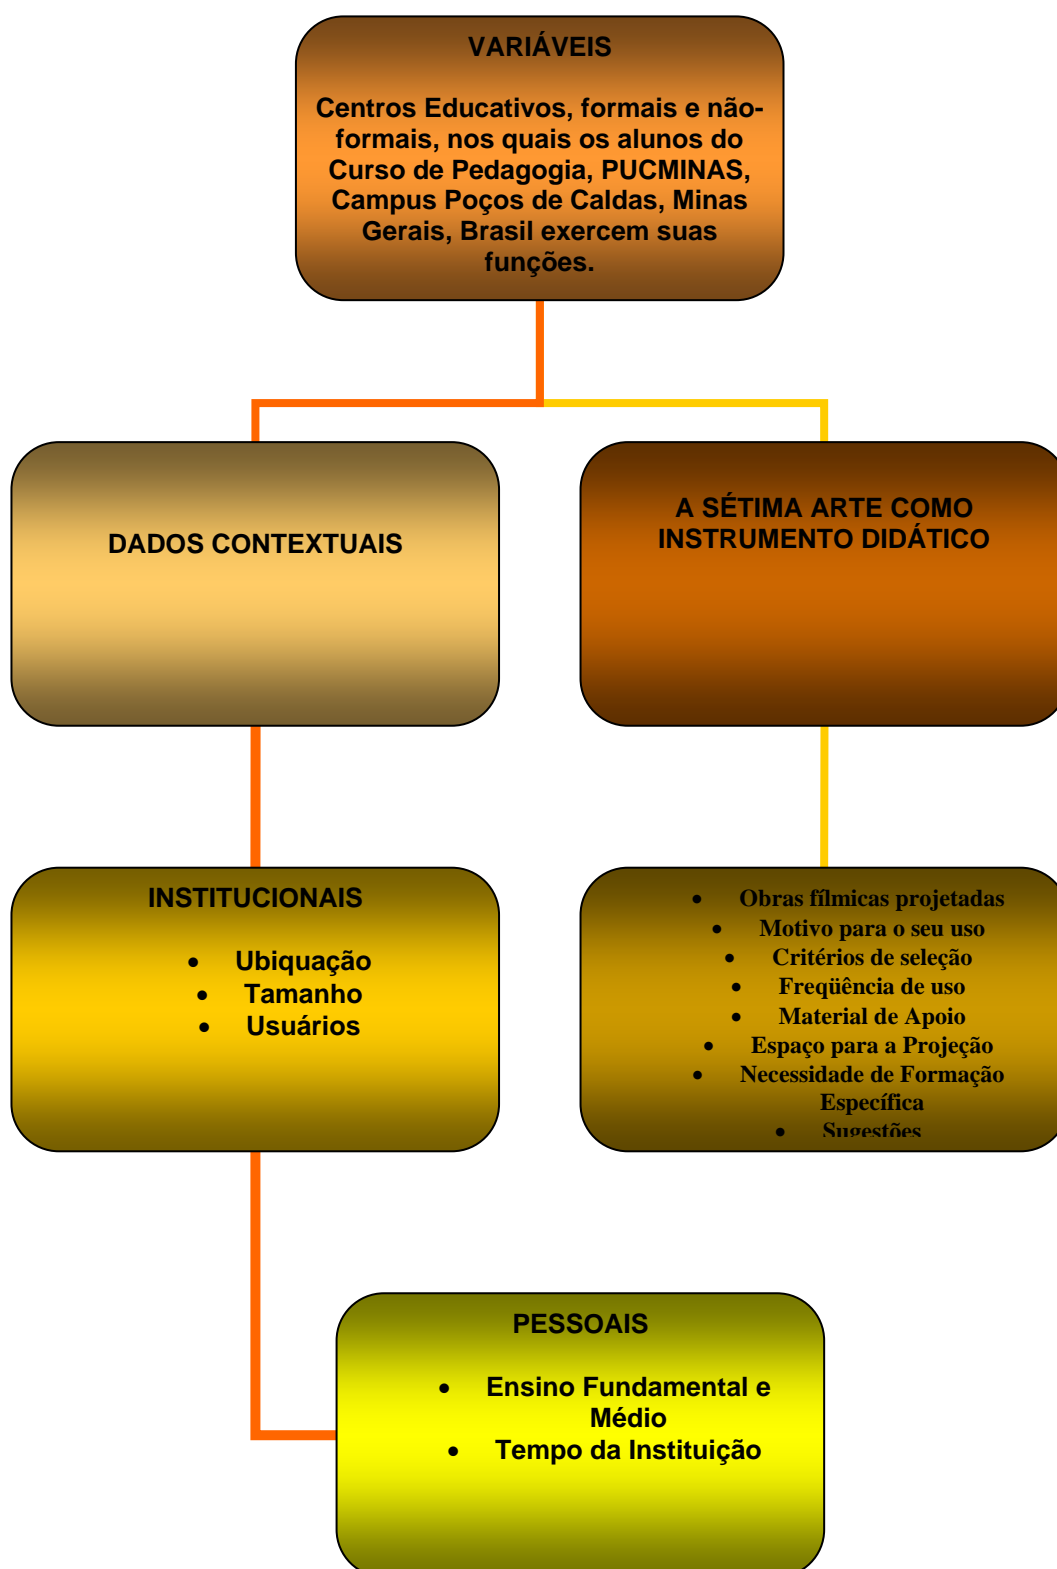 VARIÁVEIS
Centros Educativos, formais e não-
formais, nos quais os alunos do
Curso de Pedagogia, PUCMINAS,
Campus Poços de Caldas, Minas
Gerais, Brasil exercem suas
funções.
DADOS CONTEXTUAIS
A SÉTIMA ARTE COMO
INSTRUMENTO DIDÁTICO
INSTITUCIONAIS
• Ubiquação
• Tamanho
• Usuários
• Obras fílmicas projetadas
• Motivo para o seu uso
• Critérios de seleção
• Freqüência de uso
• Material de Apoio
• Espaço para a Projeção
• Necessidade de Formação
Específica
• Sugestões
PESSOAIS
• Ensino Fundamental e
Médio
• Tempo da Instituição